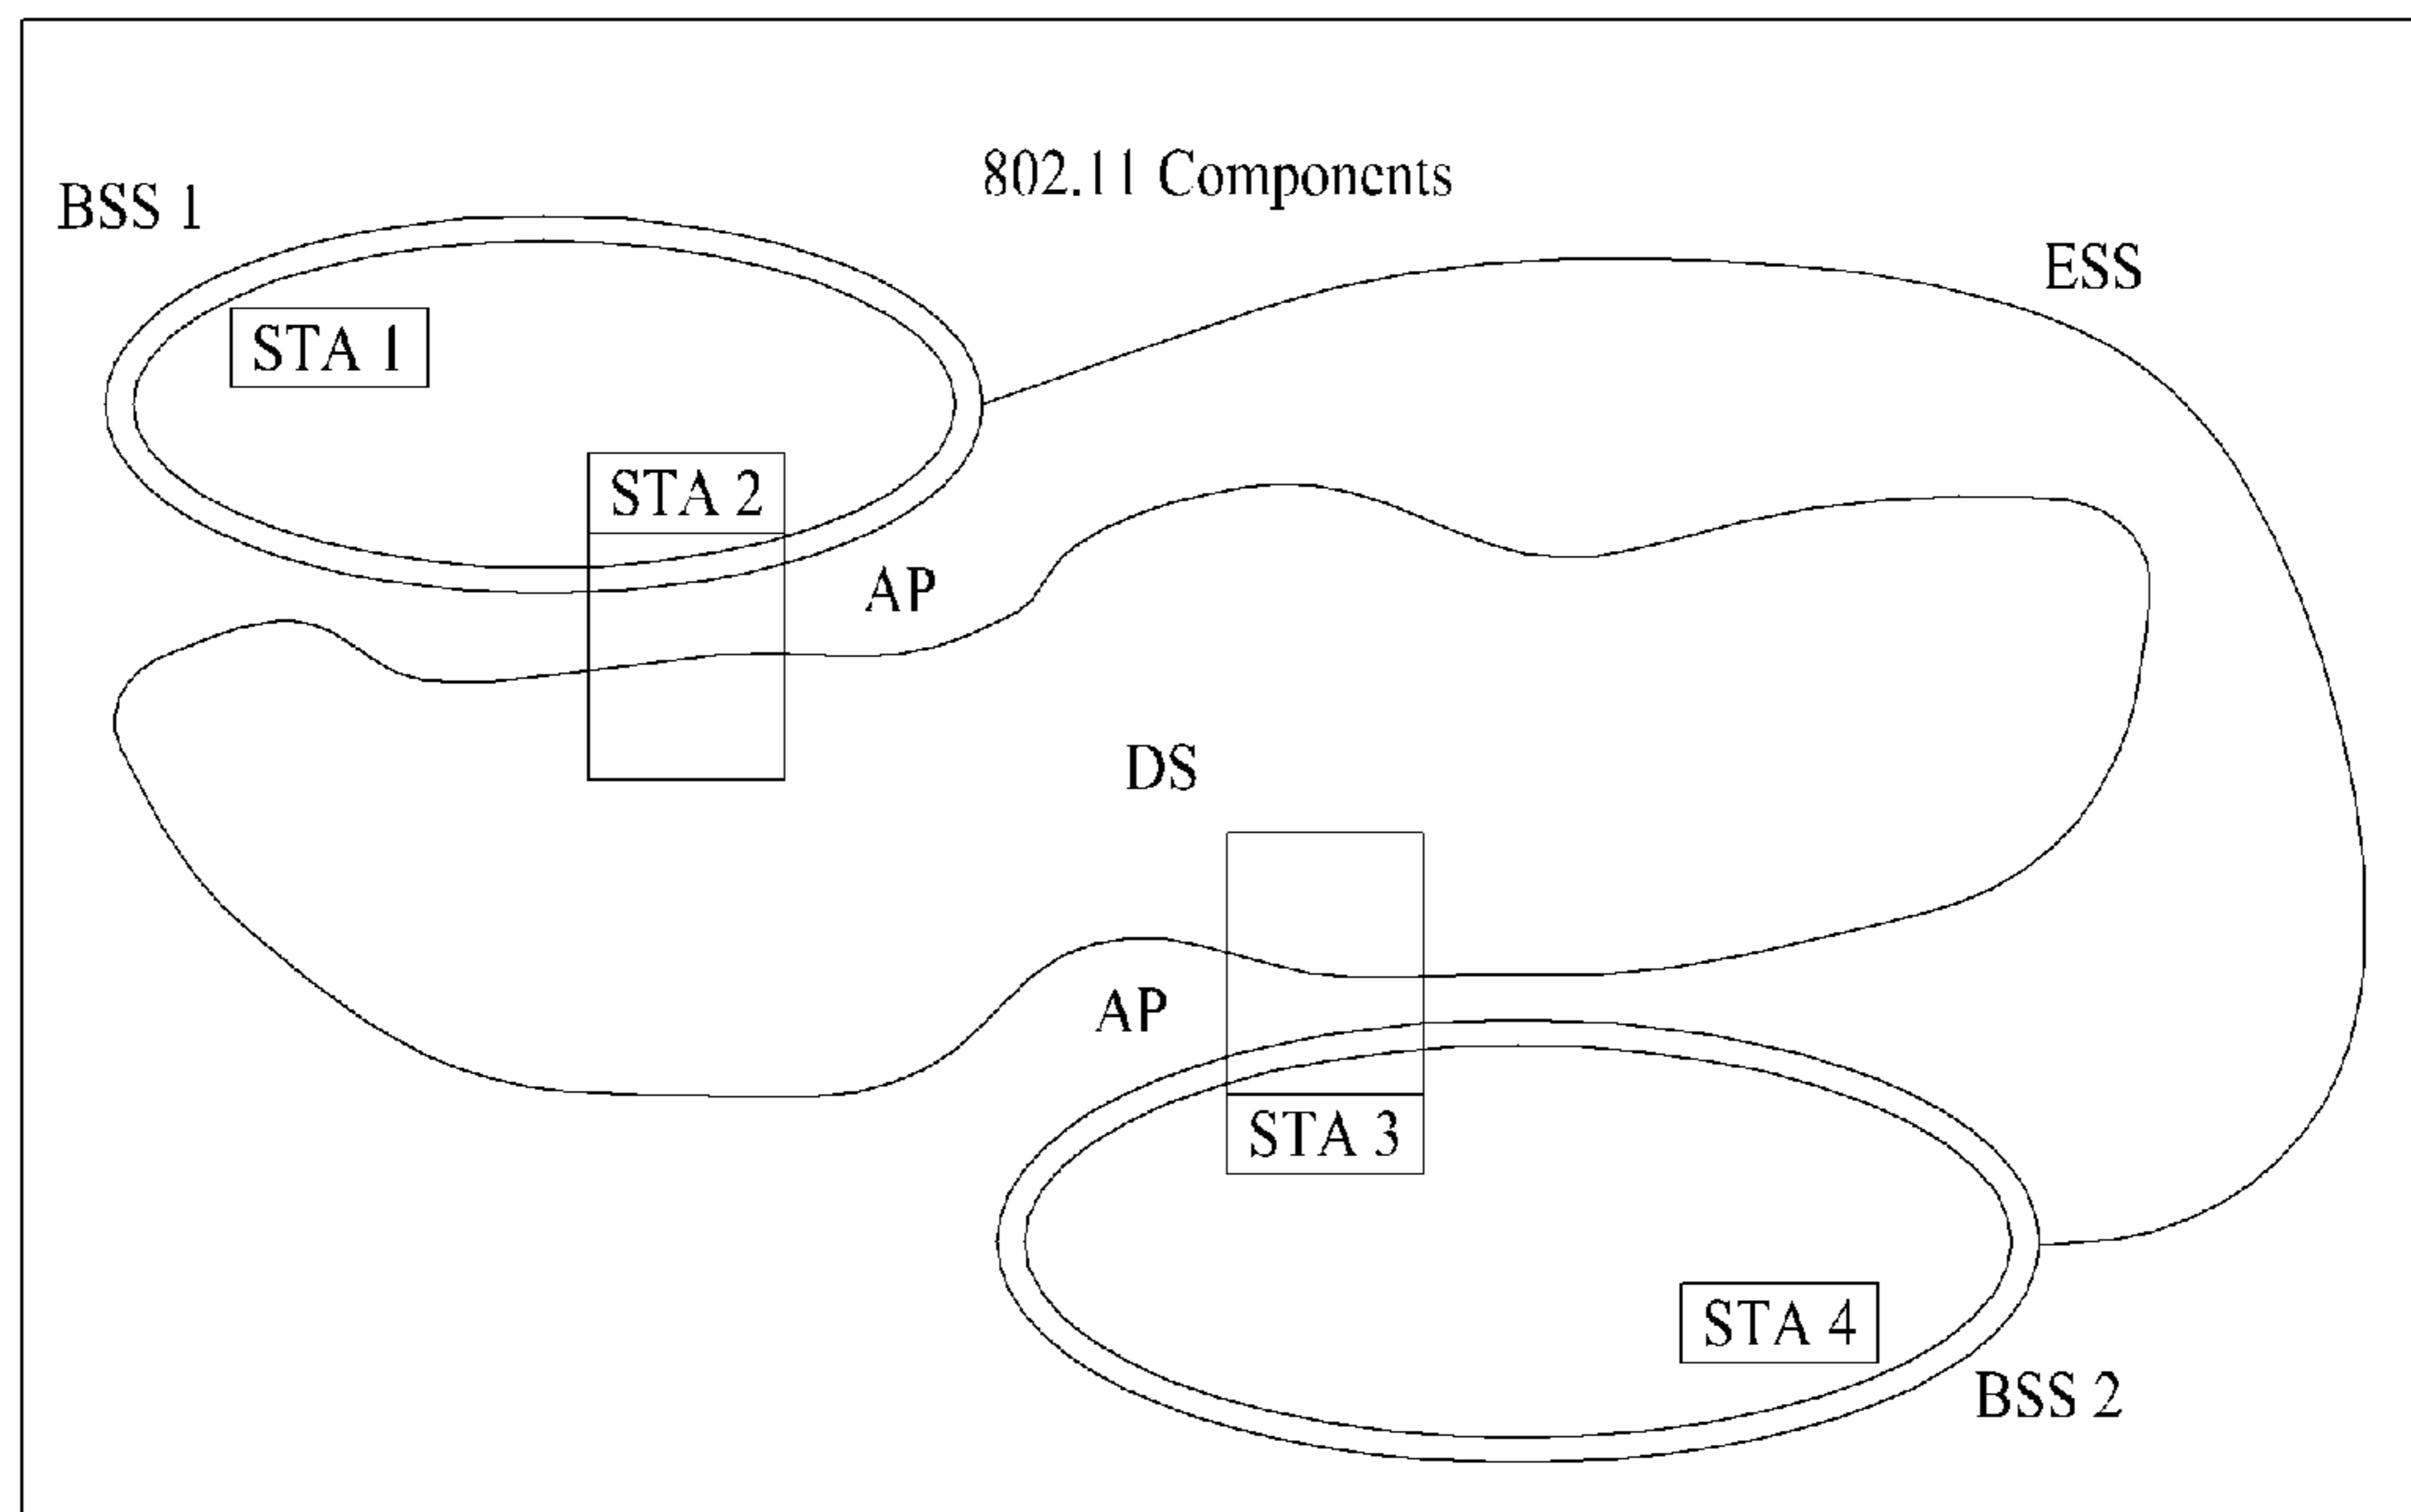 802.11 Components
BSS 1
ESS
STA 1
STA 2
AP
DS
AP
STA 3
STA 4
BSS 2